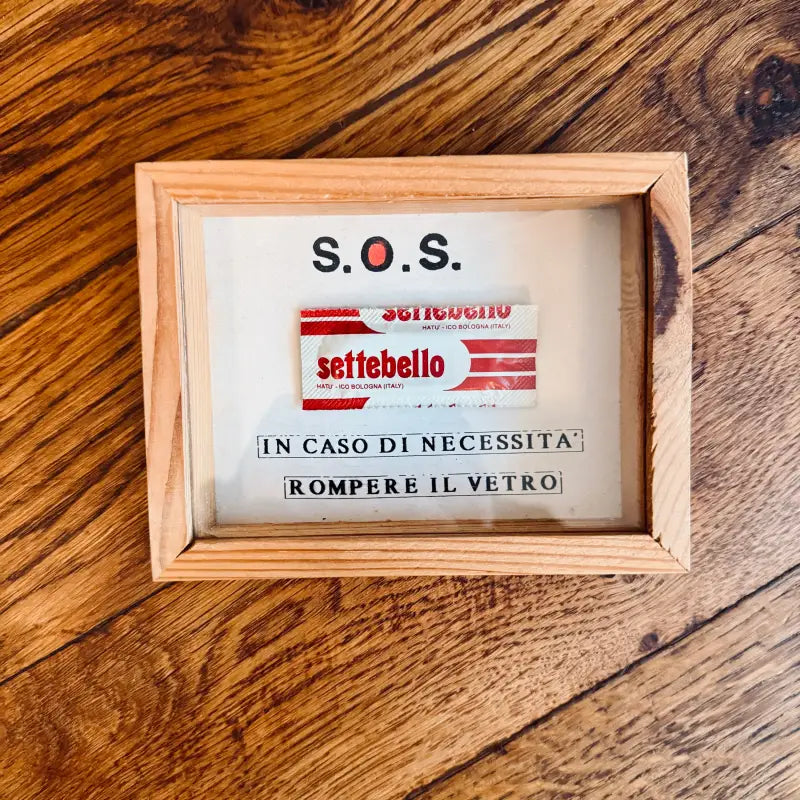 S.O.S.
settebello
HATU' - ICO BOLOGNA (ITALY)
settebello
HATU' - ICO BOLOGNA (ITALY)
IN CASO DI NECESSITA'
ROMPERE IL VETRO